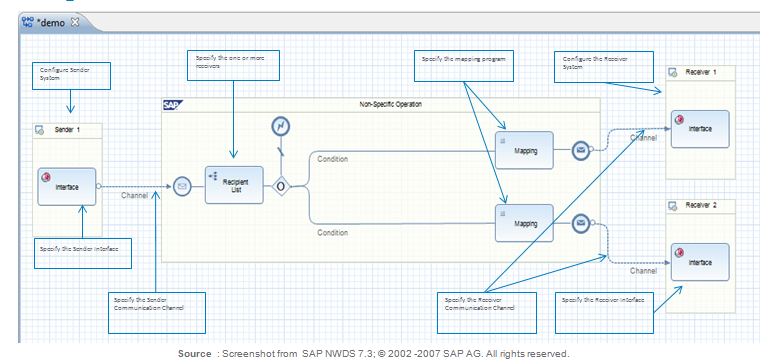 *demo
Configure Sender
System
Specify the one or more
receivers
Specify the mapping program
Configure the Receiver
System
Receiver 1
SAP
Non-Specific Operation
Sender 1
Interface
Channel
Recipient
List
O
Condition
Condition
Mapping
Mapping
Interface
Channel
Receiver 2
Interface
Channel
Specify the Sender Interface
Specify the Sender
Communication Channel
Specify the Receiver
Communication Channel
Specify the Receiver Interface
Source : Screenshot from SAP NWDS 7.3; © 2002 -2007 SAP AG. All rights reserved.